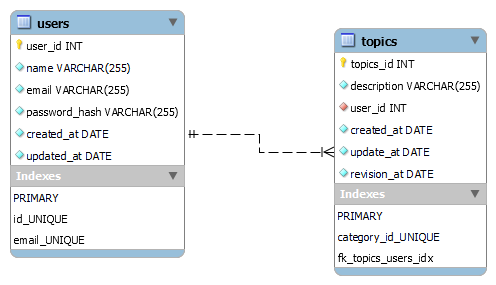 users
user_id INT
name VARCHAR(255)
email VARCHAR(255)
password_hash VARCHAR(255)
created_at DATE
updated_at DATE
Indexes
PRIMARY
id_UNIQUE
email_UNIQUE
topics
topics_id INT
description VARCHAR(255)
user_id INT
created_at DATE
update_at DATE
revision_at DATE
Indexes
PRIMARY
category_id_UNIQUE
fk_topics_users_idx